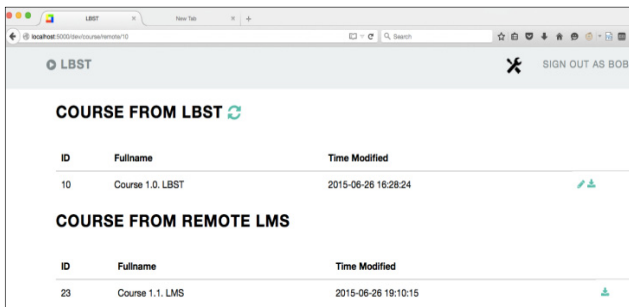 LBST
New Tab
localhost:5000/dev/course/remote/10
Search
LBST
SIGN OUT AS BOB
COURSE FROM LBST
ID Fullname Time Modified
10 Course 1.0. LBST 2015-06-26 16:28:24
COURSE FROM REMOTE LMS
ID Fullname Time Modified
23 Course 1.1. LMS 2015-06-26 19:10:15